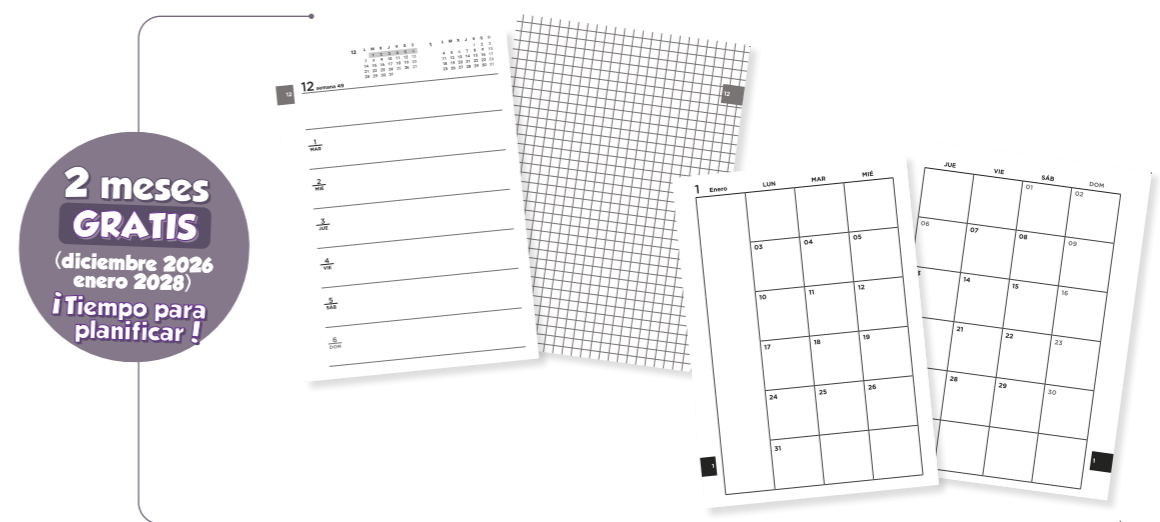 2 meses
GRATIS
(diciembre 2026
enero 2028)
¡Tiempo para
planificar!
12
12 semana 49
1
MAR
2
MIÉ
3
JUE
4
VIE
5
SÁB
6
DOM
12
1 Enero LUN MAR MIÉ
03 04 05
10 11 12
17 18 19
24 25 26
31
1
JUE VIE SÁB DOM
01 02
06 07 08 09
14 15 16
21 22 23
28 29 30
1